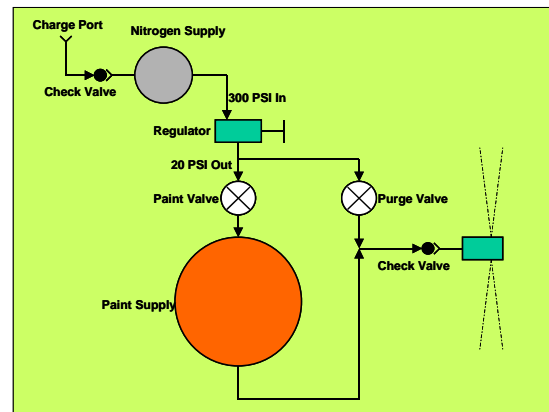 Charge Port
Nitrogen Supply
Check Valve
300 PSI In
Regulator
20 PSI Out
Paint Valve
Purge Valve
Check Valve
Paint Supply